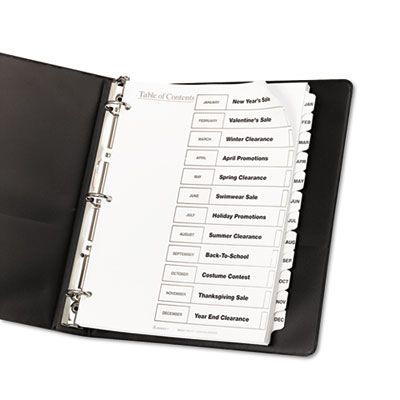 Table of Contents
JANUARY New Year's Sale JAN
FEBRUARY Valentine's Sale FEB
MARCH Winter Clearance MAR
APRIL April Promotions APR
MAY Spring Clearance MAY
JUNE Swimwear Sale JUN
JULY Holiday Promotions JUL
AUGUST Summer Clearance AUG
SEPTEMBER Back-To-School SEP
OCTOBER Costume Contest OCT
NOVEMBER Thanksgiving Sale NOV
DECEMBER Year End Clearance DEC